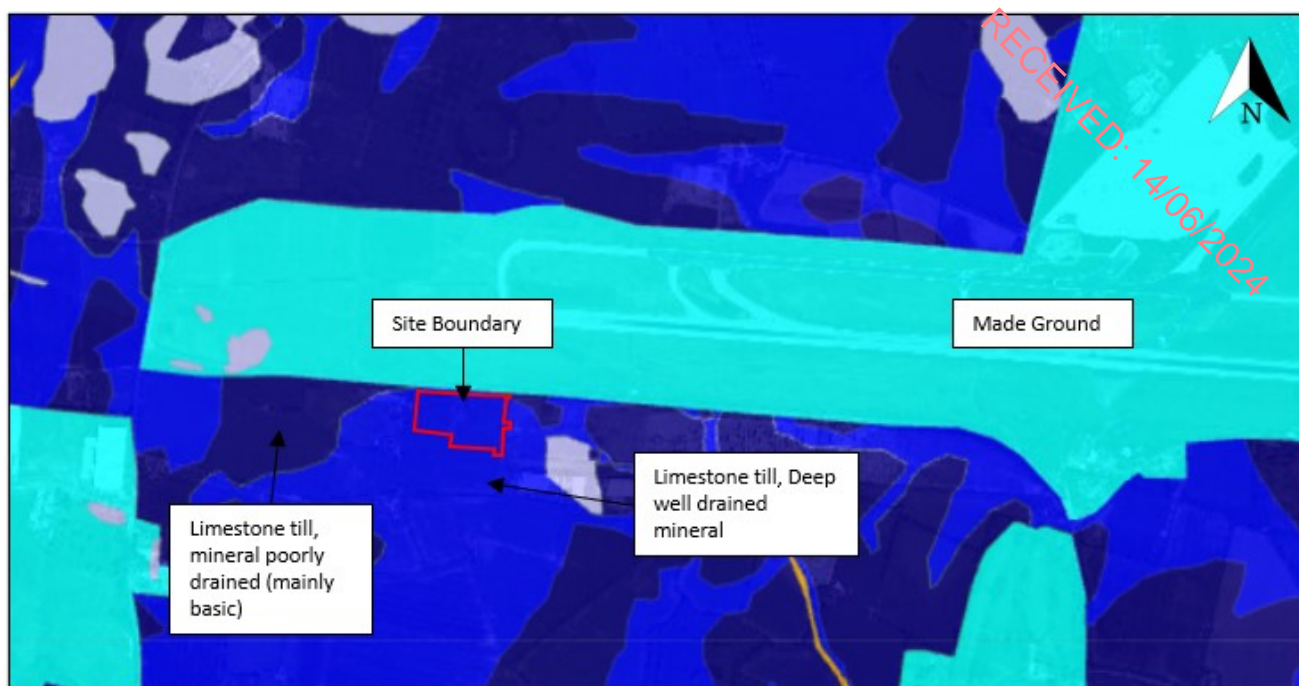 RECEIVED: 14/06/2024
N
Site Boundary
Made Ground
Limestone till, Deep
well drained
mineral
Limestone till,
mineral poorly
drained (mainly
basic)